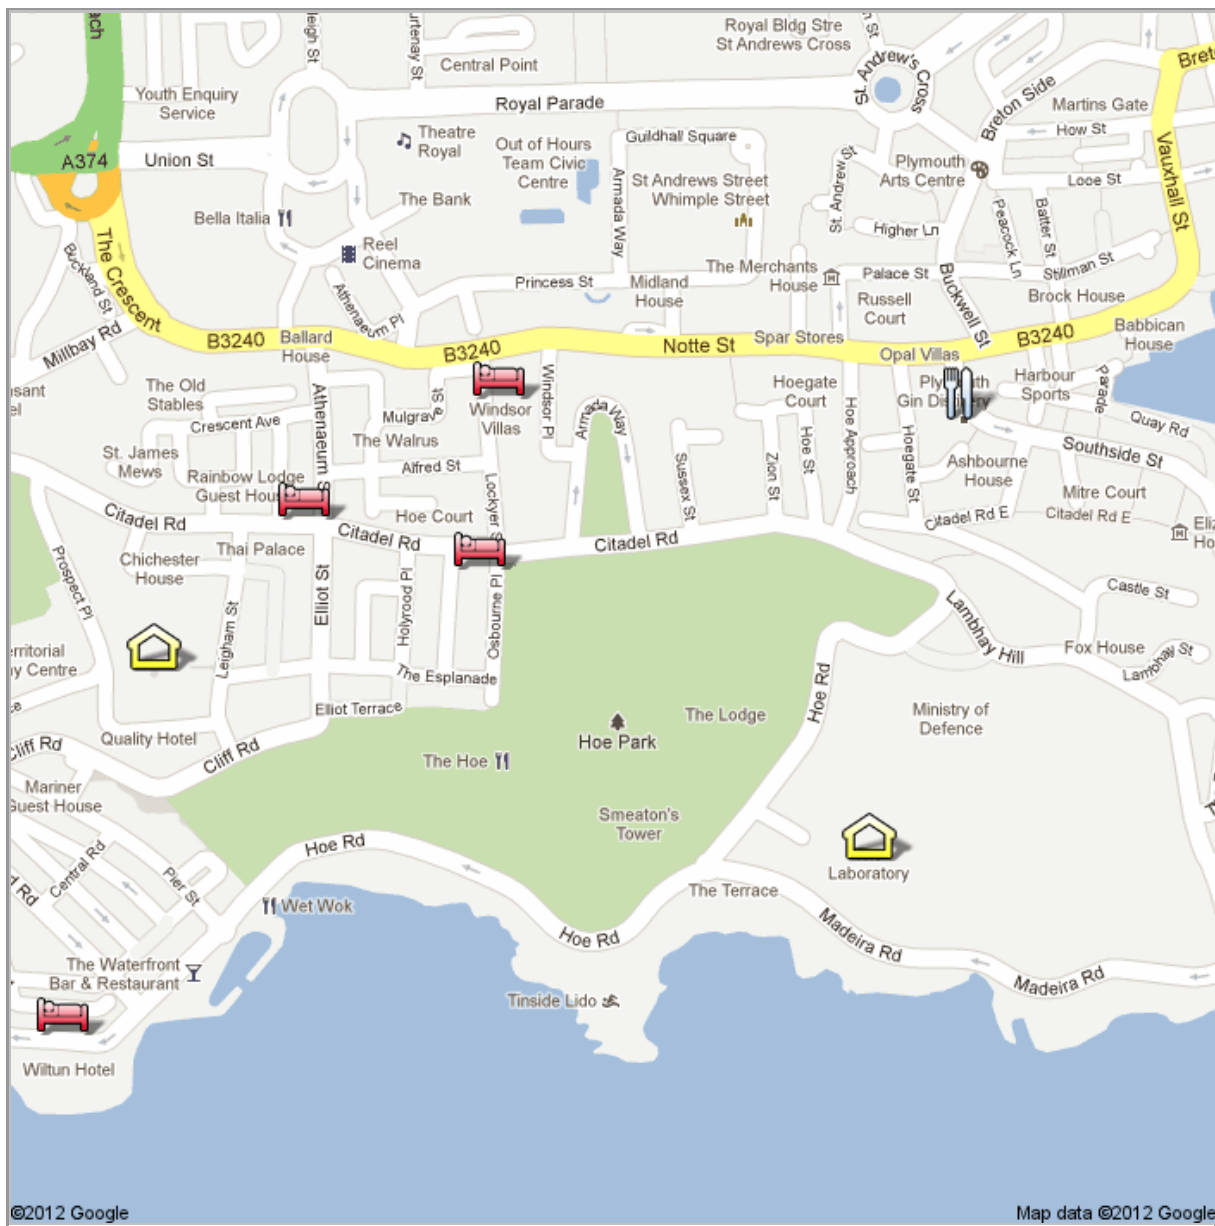 Royal Bldg Stre
St Andrews Cross
St. Andrew's Cross
Central Point
Youth Enquiry
Service
Royal Parade
Breton Side
Martins Gate
How St
Vauxhall St
A374
Union St
Theatre
Royal
Out of Hours
Team Civic
Centre
Guildhall Square
Armada Way
St Andrews Street
Whimple Street
St. Andrew St
Plymouth
Arts Centre
Looe St
The Bank
Bella Italia
Reel
Cinema
Higher Ln
Peacock Ln
Batter St
Stillman St
The Crescent
Buckland St
Millbay Rd
Athenaeum Pl
Princess St
Midland
House
The Merchants
House
Palace St
Russell
Court
Buckwell St
Brock House
Babbican
House
B3240
Ballard
House
B3240
Notte St
Spar Stores
Opal Villas
B3240
The Old
Stables
Crescent Ave
Athenaeum S
The Walrus
Windsor
Villas
Windsor Pl
Armada Way
Hoegate
Court
Hoe St
Hoe Approach
Hoegate St
Harbour
Sports
Parade
Quay Rd
Southside St
St. James
Mews
Rainbow Lodge
Alfred St
Lockyer S
Sussex St
Zion St
Ashbourne
House
Mitre Court
Citadel Rd
Hoe Court
Citadel Rd
Citadel Rd
Citadel Rd E
Citadel Rd E
Prospect Pl
Chichester
House
Thai Palace
Leigham St
Elliot St
Holyrood Pl
Osbourne Pl
Castle St
Lambhay Hill
Fox House
Lambhay St
The Esplanade
Elliot Terrace
Quality Hotel
Cliff Rd
Cliff Rd
The Hoe
Hoe Park
The Lodge
Hoe Rd
Ministry of
Defence
Mariner
Guest House
Smeaton's
Tower
Central Rd
Pier St
Hoe Rd
Laboratory
The Terrace
Wet Wok
Hoe Rd
Madeira Rd
Madeira Rd
The Waterfront
Bar & Restaurant
Tinside Lido
Wiltun Hotel
©2012 Google
Map data ©2012 Google